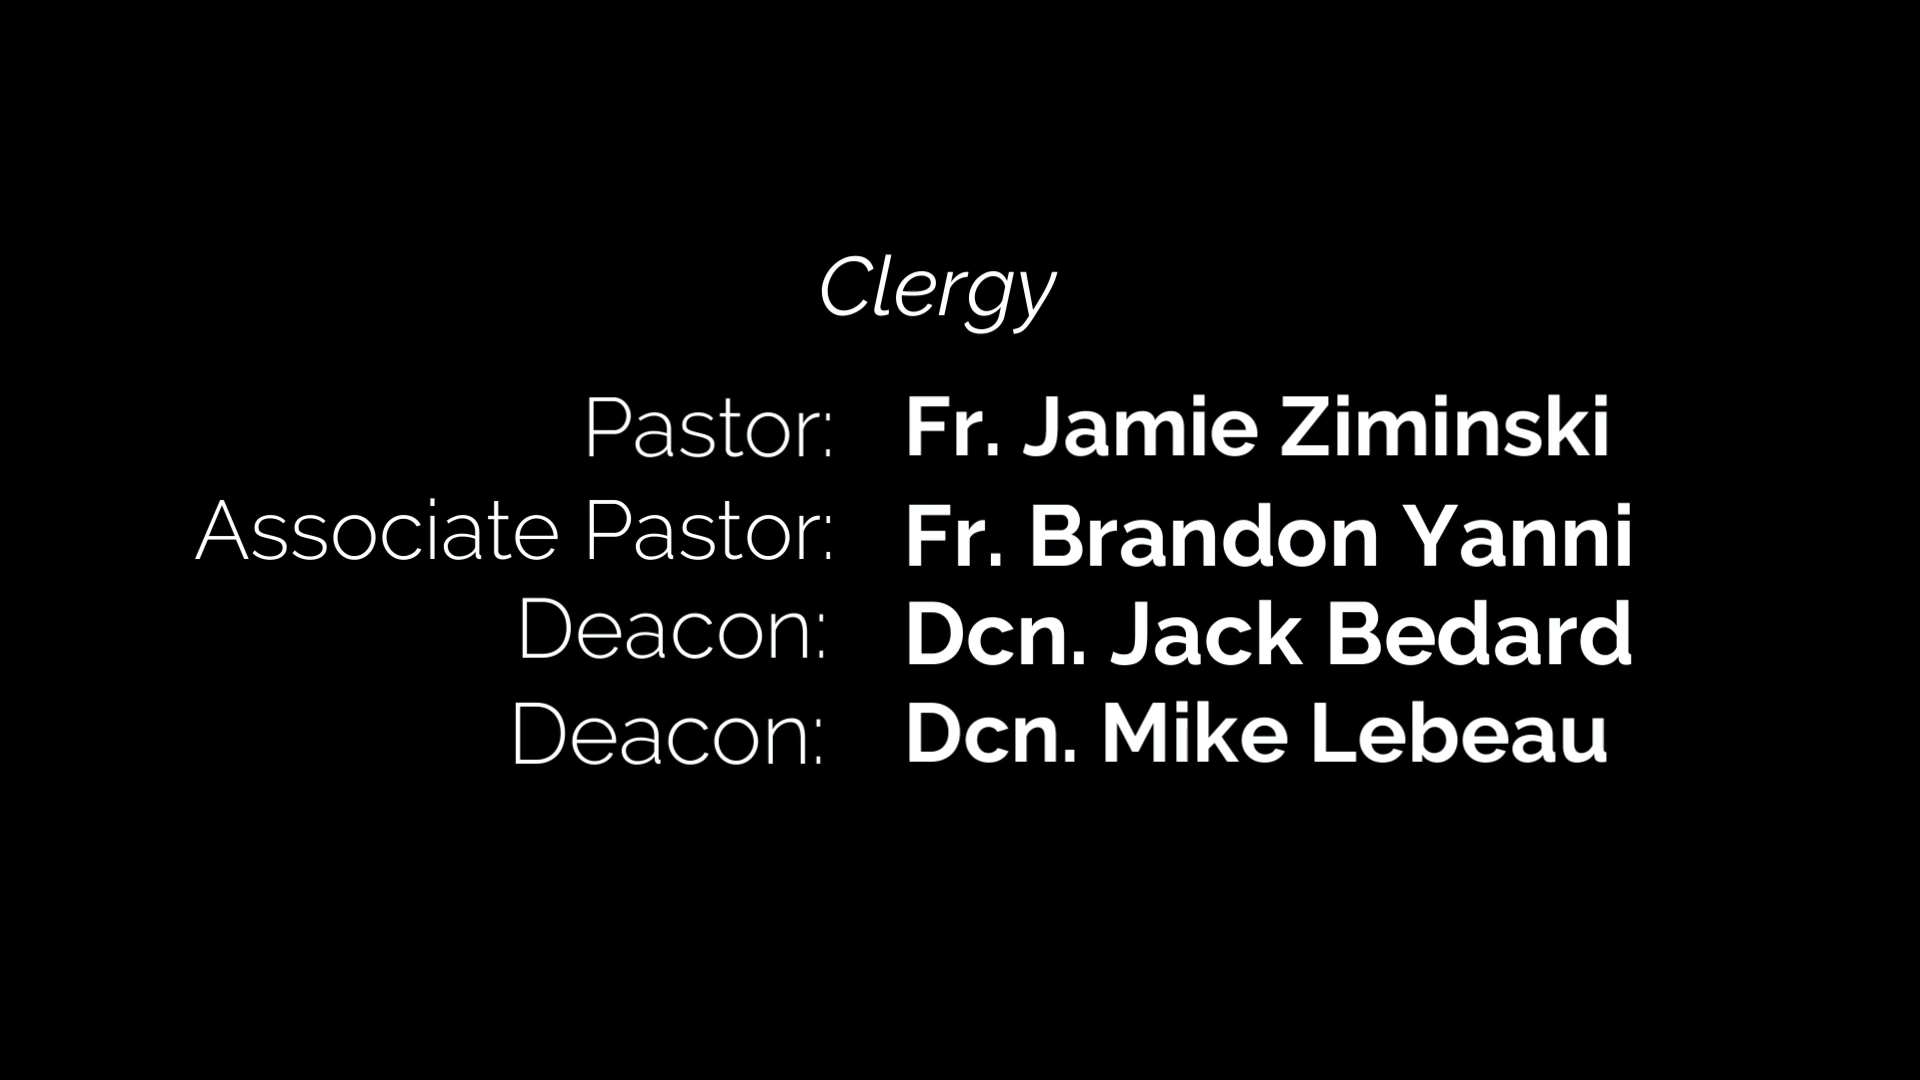 Clergy
Pastor: Fr. Jamie Ziminski
Associate Pastor: Fr. Brandon Yanni
Deacon: Dcn. Jack Bedard
Deacon: Dcn. Mike Lebeau